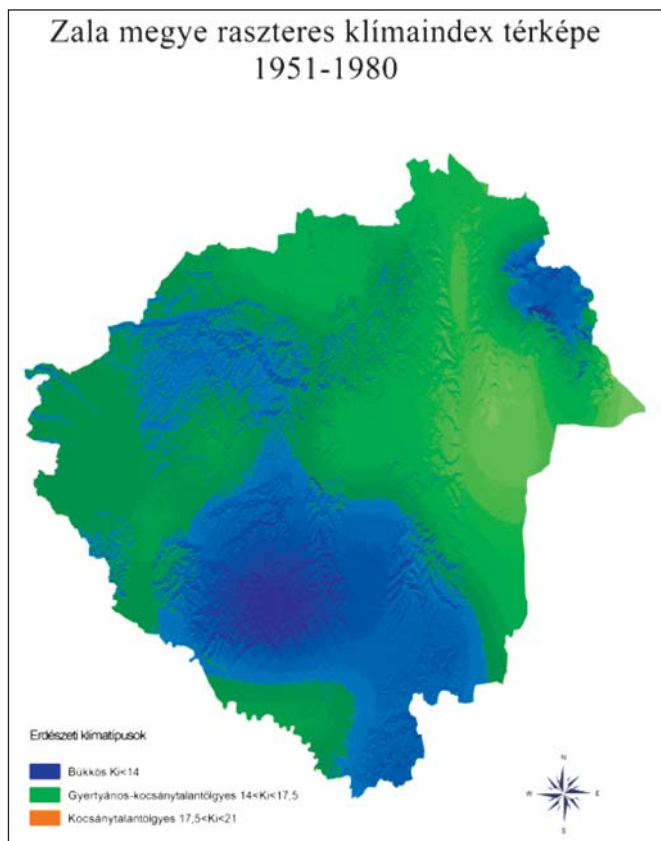 Zala megye raszteres klímaindex térképe
1951-1980
Erdészeti klímatípusok
Bükkös Ki<14
Gyertyános-kocsánytalantölgyes 14<Ki<17,5
Kocsánytalantölgyes 17,5<Ki<21
N
W E
S